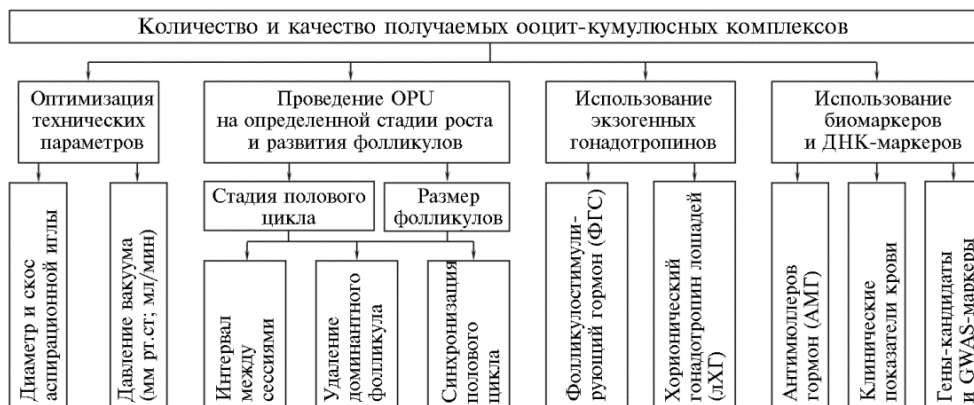 Количество и качество получаемых ооцит-кумулюсных комплексов
Оптимизация
технических
параметров
Проведение OPU
на определенной стадии роста
и развития фолликулов
Использование
экзогенных
гонадотропинов
Использование
биомаркеров
и ДНК-маркеров
Стадия полового
цикла
Размер
фолликулов
Диаметр и скос
аспирационной иглы
Давление вакуума
(мм рт.ст; мл/мин)
Интервал
между
сессиями
Удаление
доминантного
фолликула
Синхронизация
полового
цикла
Фолликулостимули-
рующий гормон (ФГС)
Хорионический
гонадотропин лошадей
(лХГ)
Антимюллеров
гормон (АМГ)
Клинические
показатели крови
Гены-кандидаты
и GWAS-маркеры